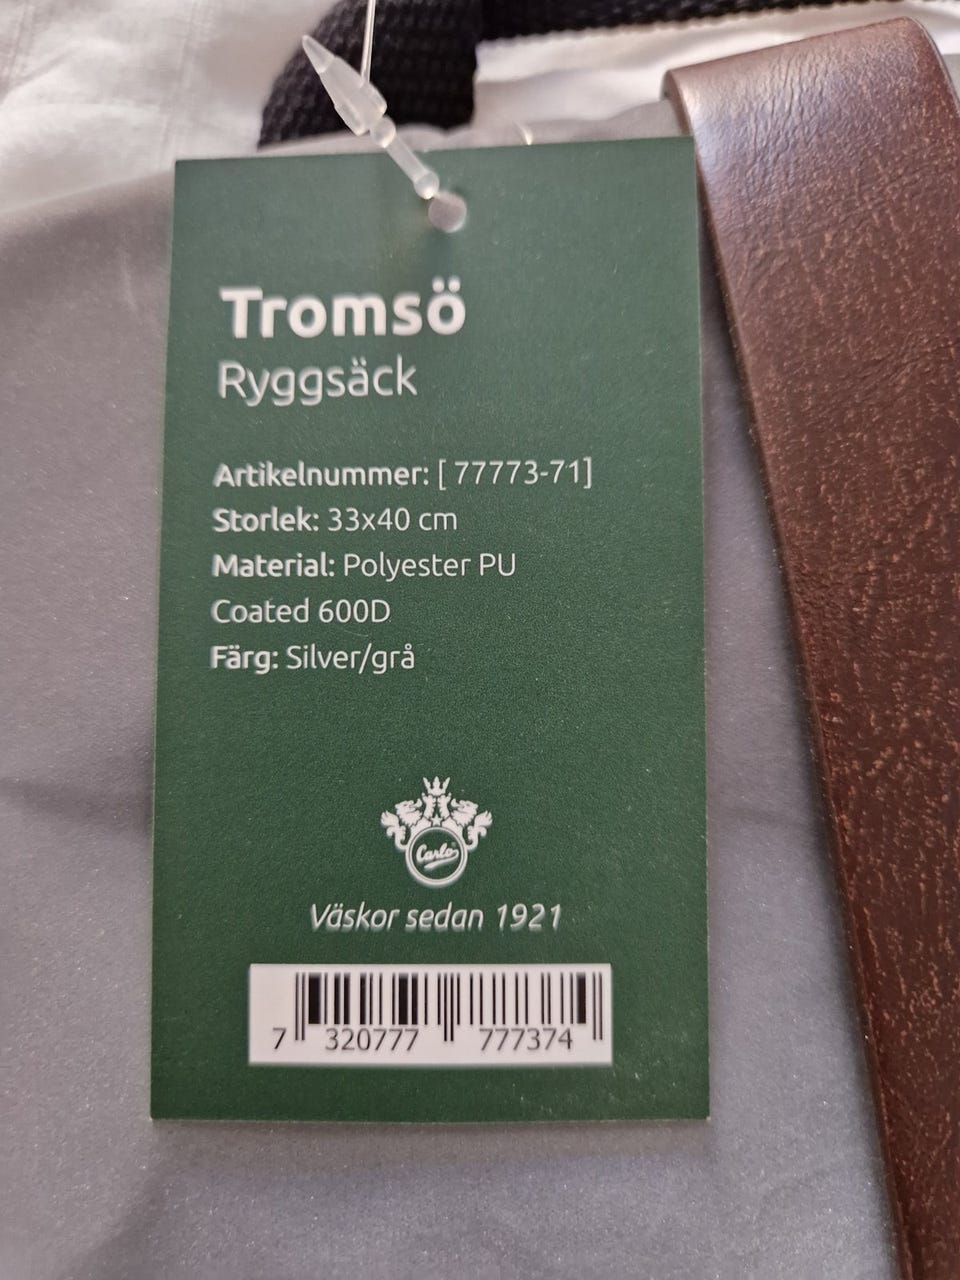 Tromsö
Ryggsäck
Artikelnummer: [ 77773-71]
Storlek: 33x40 cm
Material: Polyester PU
Coated 600D
Färg: Silver/grå
Carlo
Väskor sedan 1921
7 320777 777374